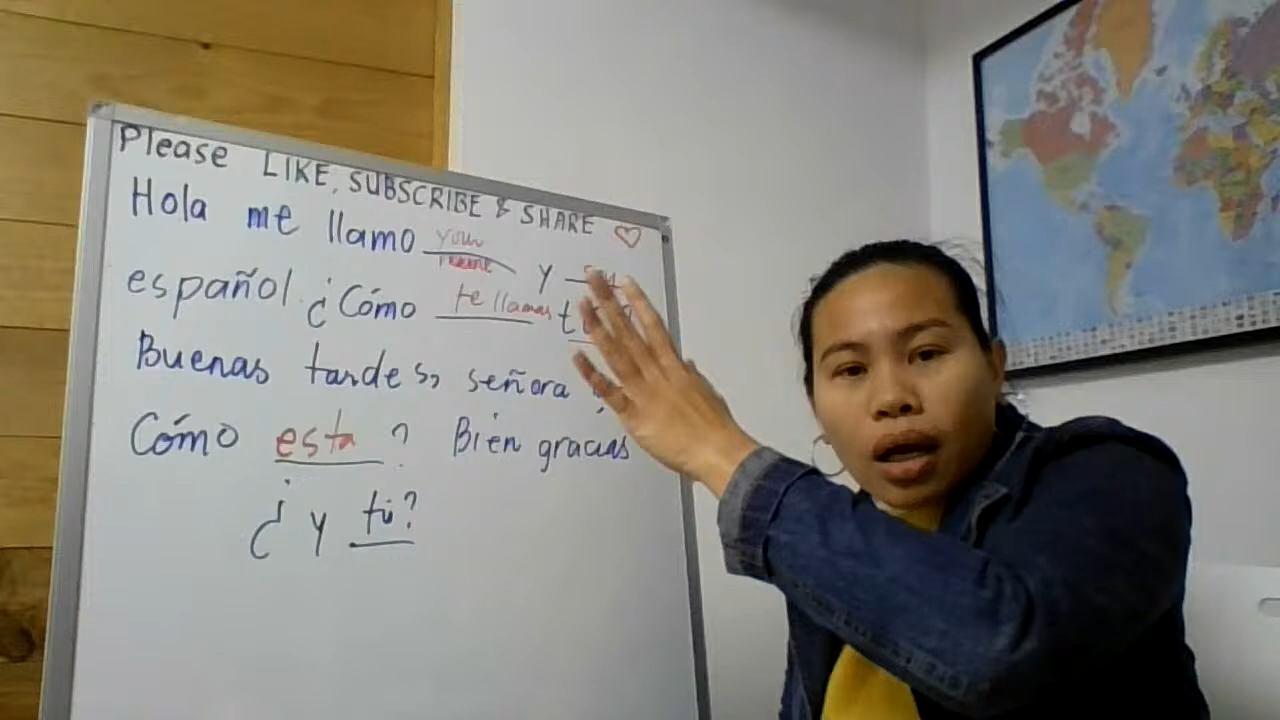 Please LIKE, SUBSCRIBE & SHARE
Hola me llamo your name y soy
español. ¿Cómo te llamas tú?
Buenas tardes, señora ¿
Cómo esta ? Bien gracias
¿ y tú?